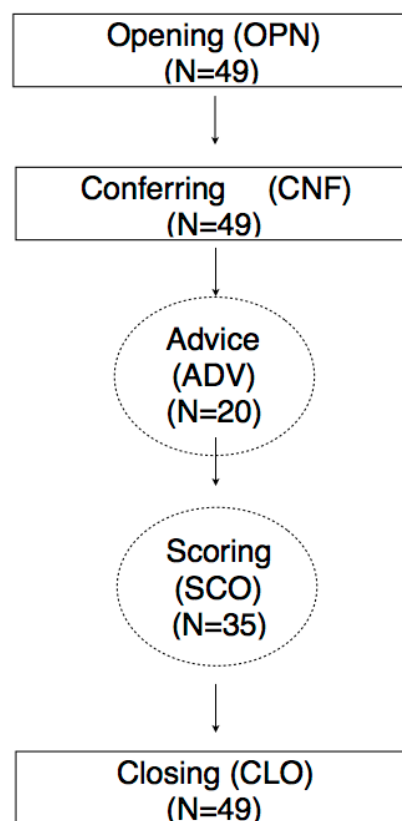 Opening (OPN)
(N=49)
Conferring (CNF)
(N=49)
Advice
(ADV)
(N=20)
Scoring
(SCO)
(N=35)
Closing (CLO)
(N=49)